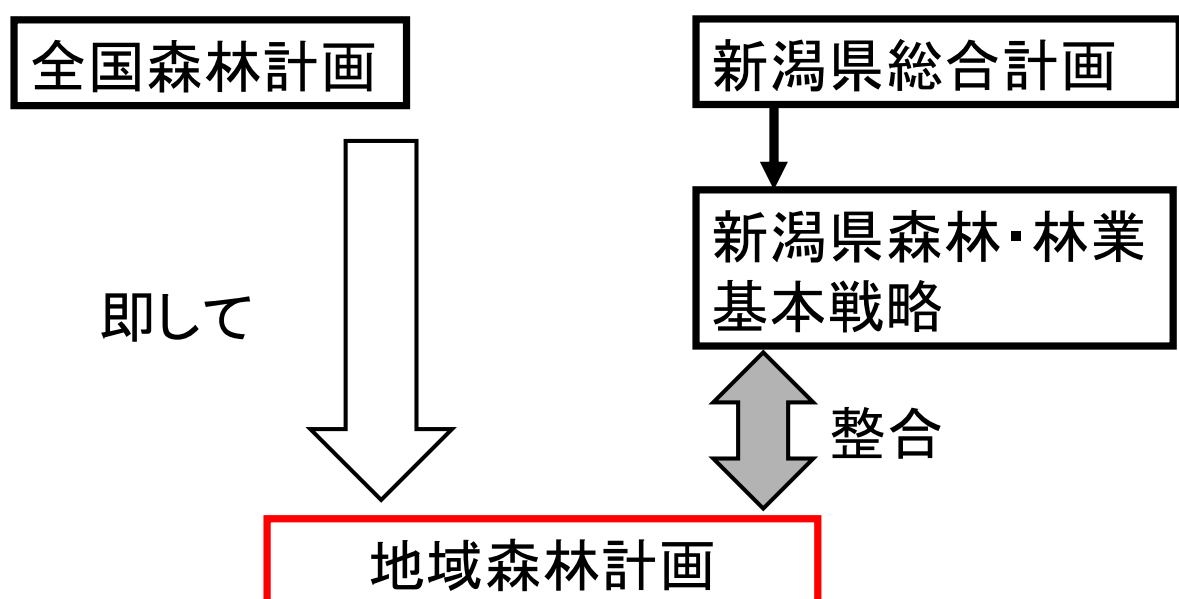 全国森林計画
新潟県総合計画
新潟県森林・林業
基本戦略
即して
整合
地域森林計画